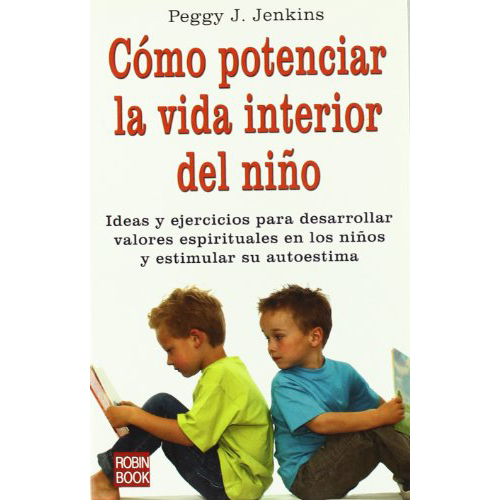 Peggy J. Jenkins
Cómo potenciar
la vida interior
del niño
Ideas y ejercicios para desarrollar
valores espirituales en los niños
y estimular su autoestima
ROBIN
BOOK